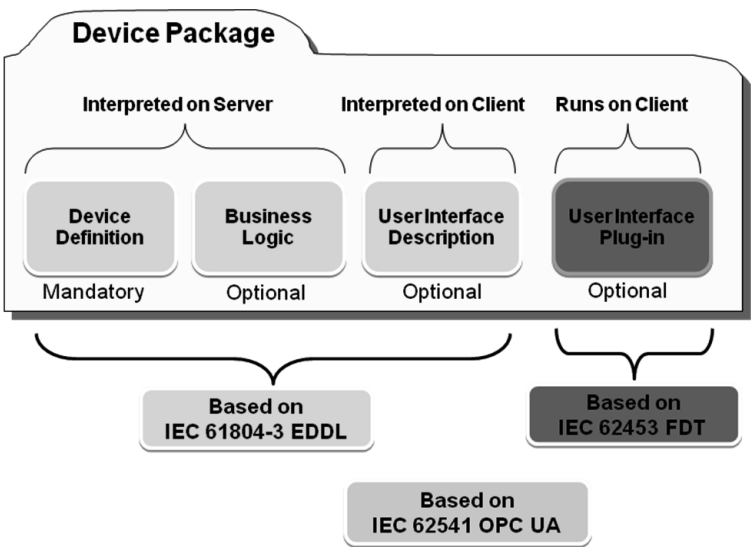 Device Package
Interpreted on Server
Interpreted on Client
Runs on Client
Device
Definition
Business
Logic
User Interface
Description
User Interface
Plug-in
Mandatory
Optional
Optional
Optional
Based on
IEC 61804-3 EDDL
Based on
IEC 62453 FDT
Based on
IEC 62541 OPC UA